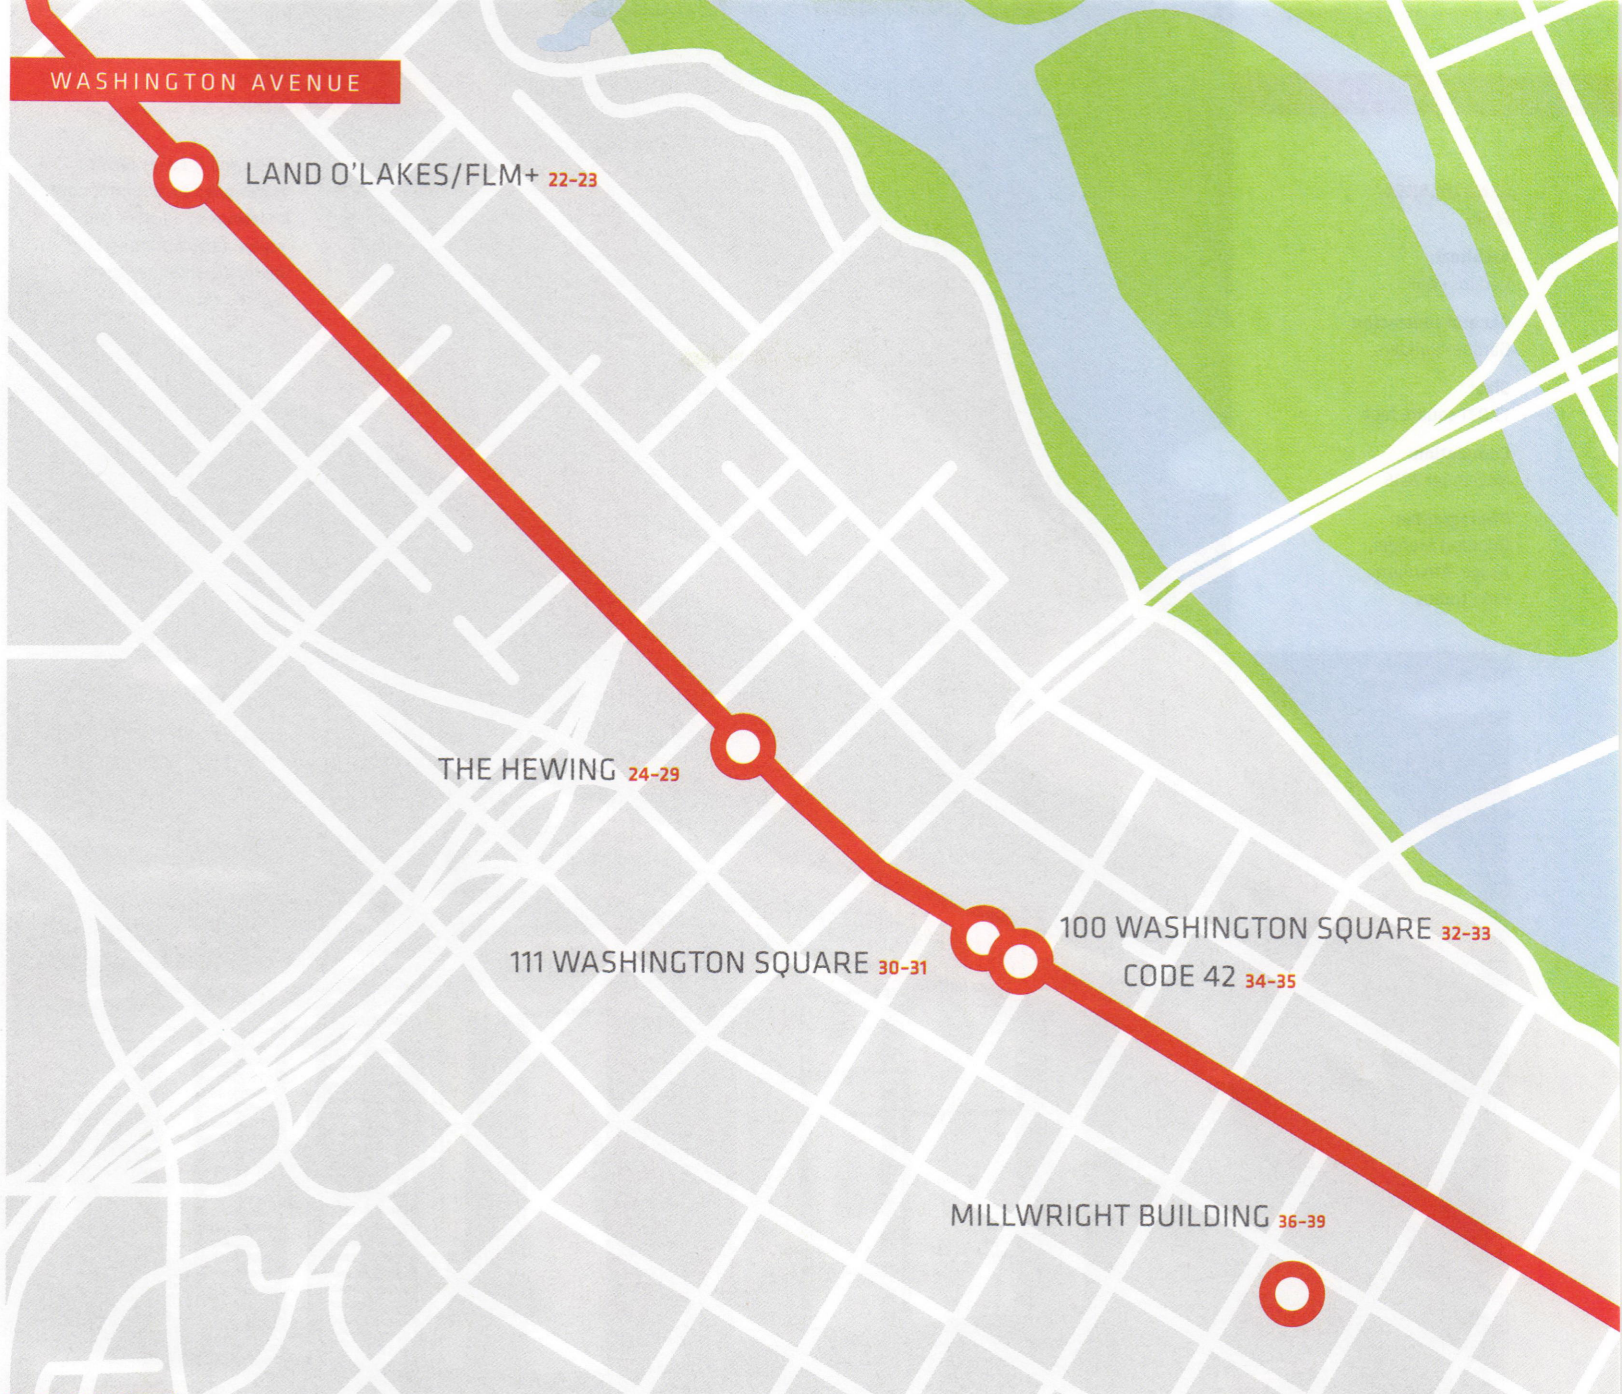 WASHINGTON AVENUE
LAND O'LAKES/FLM+ 22-23
THE HEWING 24-29
100 WASHINGTON SQUARE 32-33
111 WASHINGTON SQUARE 30-31
CODE 42 34-35
MILLWRIGHT BUILDING 36-39